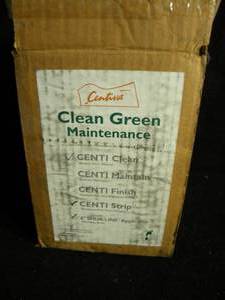 Centiva
Clean Green
Maintenance
CENTI Clean
CENTI Maintain
CENTI Finish
CENTI Strip